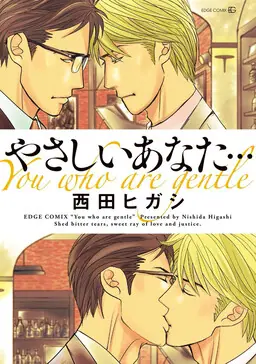 EDGE COMIX EG
やさしいあなた…
You who are gentle
西田ヒガシ
EDGE COMIX "You who are gentle" Presented by Nishida Higashi
Shed bitter tears, sweet ray of love and justice.